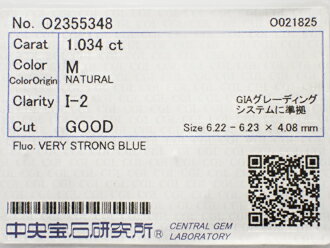 No. O2355348 O021825
Carat 1.034 ct
Color M
ColorOrigin NATURAL
Clarity I-2 GIAグレーディング
システムに準拠
Cut GOOD Size 6.22 - 6.23 × 4.08 mm
Fluo. VERY STRONG BLUE
中央宝石研究所® CENTRAL GEM
LABORATORY